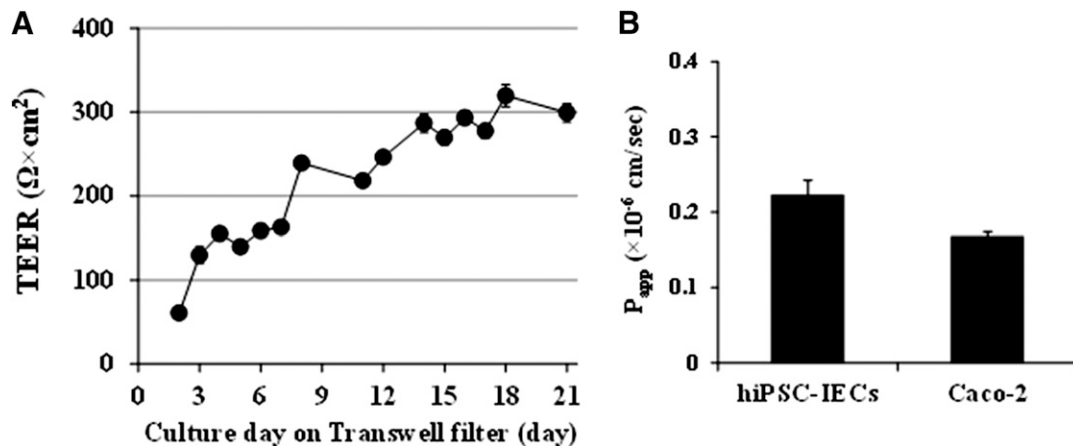 A
TEER (Ω×cm²)
400
300
200
100
0
0 3 6 9 12 15 18 21
Culture day on Transwell filter (day)
B
Papp (×10⁻⁶ cm/sec)
0.4
0.3
0.2
0.1
0
hiPSC-IECs Caco-2